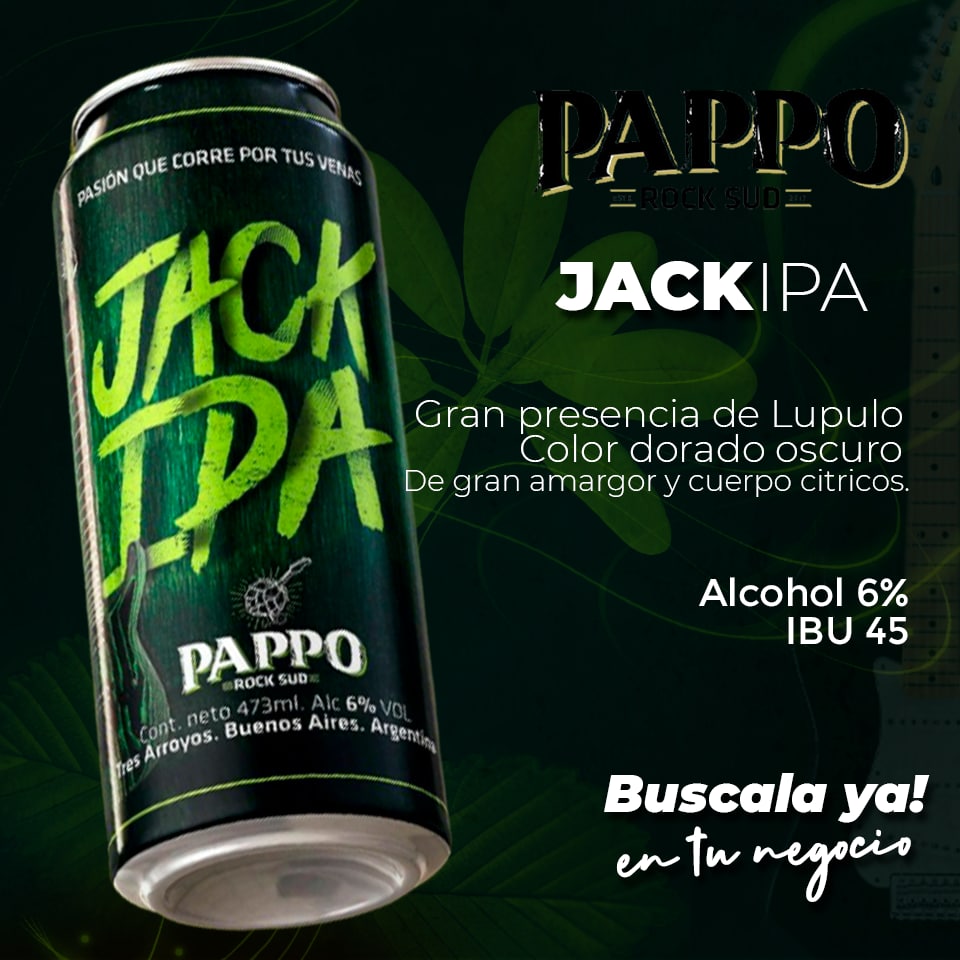 PASIÓN QUE CORRE POR TUS VENAS
JACK
IPA
PAPPO
ROCK SUD
Cont. neto 473ml. Alc 6% VOL
Tres Arroyos. Buenos Aires. Argentina
PAPPO
ROCK SUD
JACKIPA
Gran presencia de Lupulo
Color dorado oscuro
De gran amargor y cuerpo citricos.
Alcohol 6%
IBU 45
Buscala ya!
en tu negocio